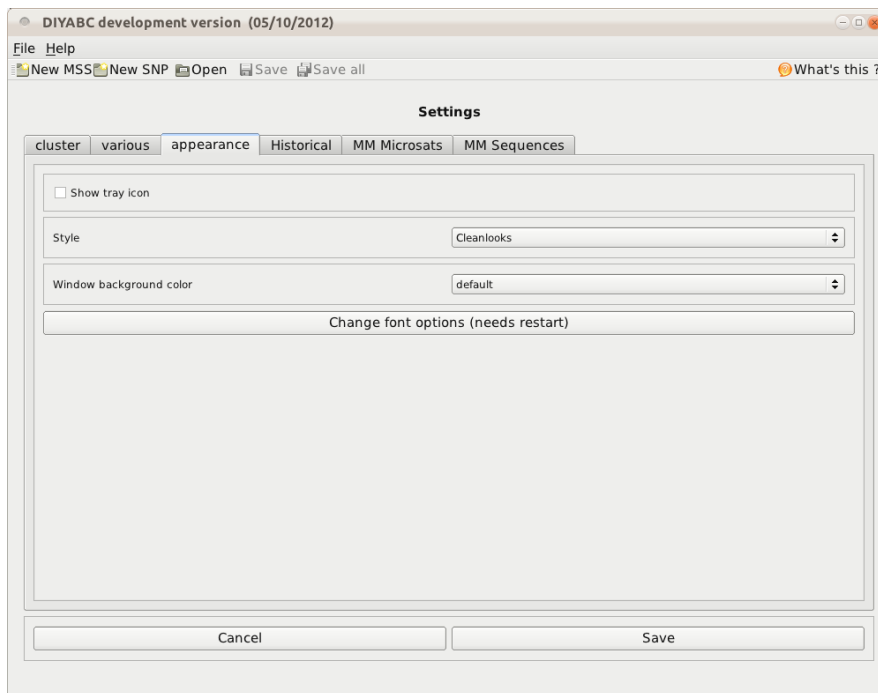 DIYABC development version (05/10/2012)
File Help
New MSS New SNP Open Save Save all What's this ?
Settings
cluster various appearance Historical MM Microsats MM Sequences
Show tray icon
Style Cleanlooks
Window background color default
Change font options (needs restart)
Cancel Save